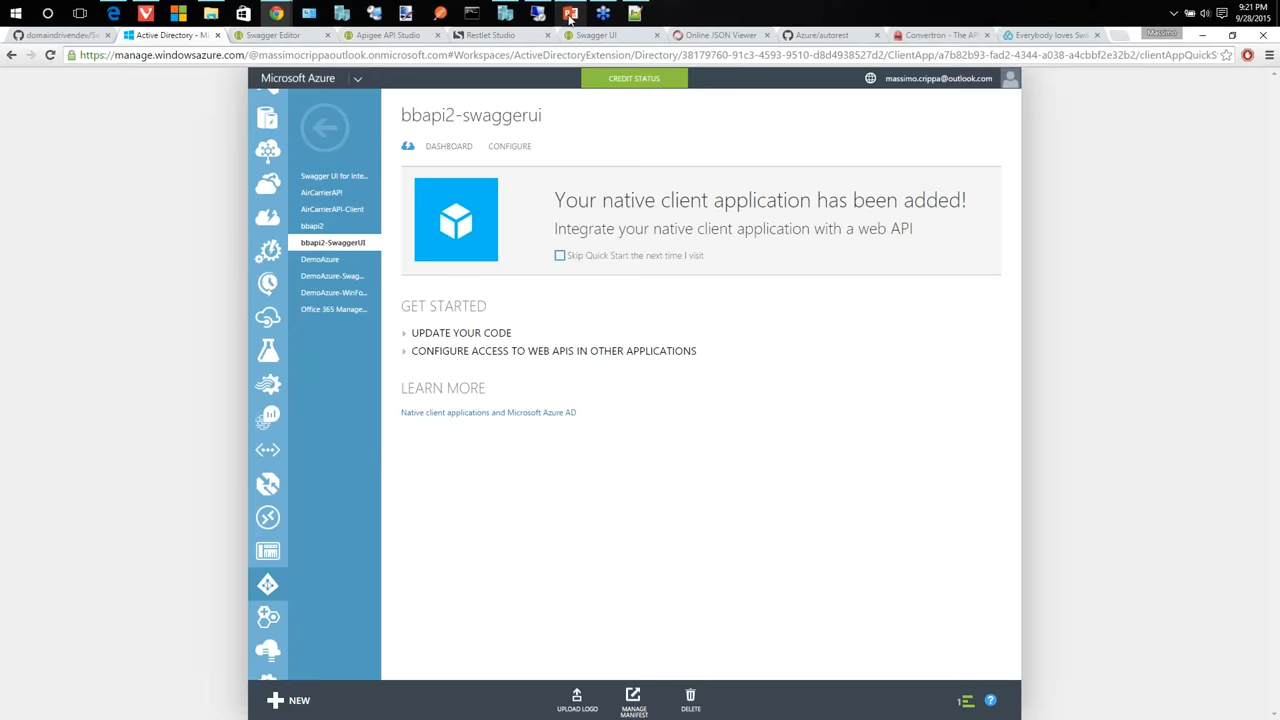 9:21 PM
9/28/2015
domaindrivendev/Sw
Active Directory - Mi
Swagger Editor
Apigee API Studio
Restlet Studio
Swagger UI
Online JSON Viewer
Azure/autorest
Convertron - The API
Everybody loves Swa
Massimo
https://manage.windowsazure.com/@massimocrippaoutlook.onmicrosoft.com#Workspaces/ActiveDirectoryExtension/Directory/38179760-91c3-4593-9510-d8d4938527d2/ClientApp/a7b82b93-fad2-4344-a038-a4cbbf2e32b2/clientAppQuickS
Microsoft Azure
CREDIT STATUS
massimo.crippa@outlook.com
bbapi2-swaggerui
DASHBOARD CONFIGURE
Swagger UI for Inte...
AirCarrierAPI
AirCarrierAPI-Client
bbapi2
bbapi2-SwaggerUI
DemoAzure
DemoAzure-Swag...
DemoAzure-WinFo...
Office 365 Manage...
Your native client application has been added!
Integrate your native client application with a web API
Skip Quick Start the next time I visit
GET STARTED
UPDATE YOUR CODE
CONFIGURE ACCESS TO WEB APIS IN OTHER APPLICATIONS
LEARN MORE
Native client applications and Microsoft Azure AD
NEW
UPLOAD LOGO
MANAGE
MANIFEST
DELETE
1
?